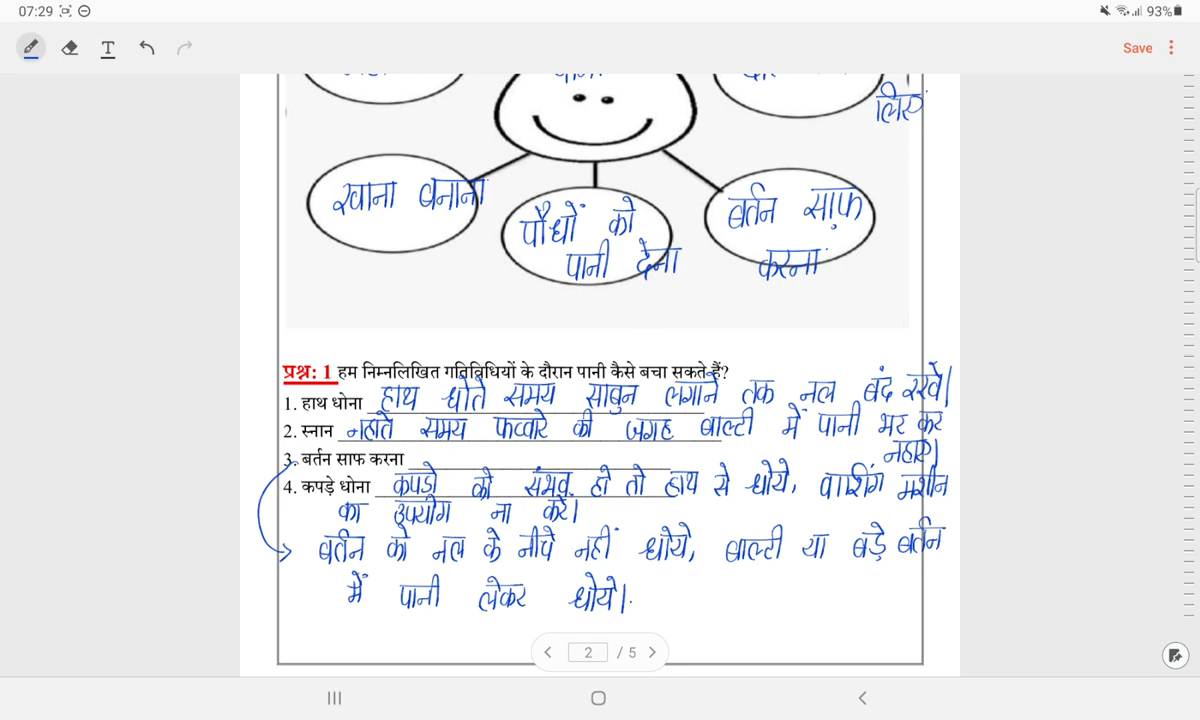 07:29
93%
T
Save
लिए
खाना बनाना
पौधों को
पानी देना
बर्तन साफ़
करना
प्रश्न: 1 हम निम्नलिखित गतिविधियों के दौरान पानी कैसे बचा सकते हैं?
1. हाथ धोना हाथ धोते समय साबुन लगाने तक नल बंद रखें।
2. स्नान नहाते समय फव्वारे की जगह बाल्टी में पानी भर कर
नहाए।
3. बर्तन साफ करना
4. कपड़े धोना कपडो को संभव हो तो हाथ से धोये, वाशिंग मशीन
का उपयोग ना करे।
बर्तन को नल के नीचे नहीं धोये, बाल्टी या बड़े बर्तन
में पानी लेकर धोये।
2 / 5